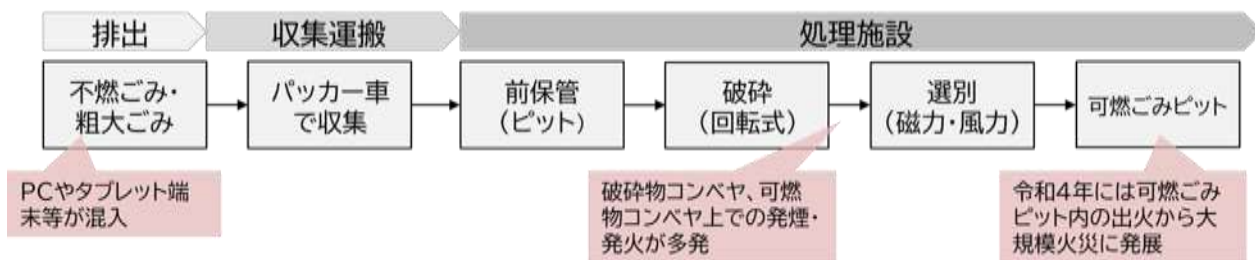 排出
収集運搬
処理施設
不燃ごみ・
粗大ごみ
パッカー車
で収集
前保管
(ピット)
破砕
(回転式)
選別
(磁力・風力)
可燃ごみピット
PCやタブレット端
末等が混入
破砕物コンベヤ、可燃
物コンベヤ上での発煙・
発火が多発
令和4年には可燃ごみ
ピット内の出火から大
規模火災に発展